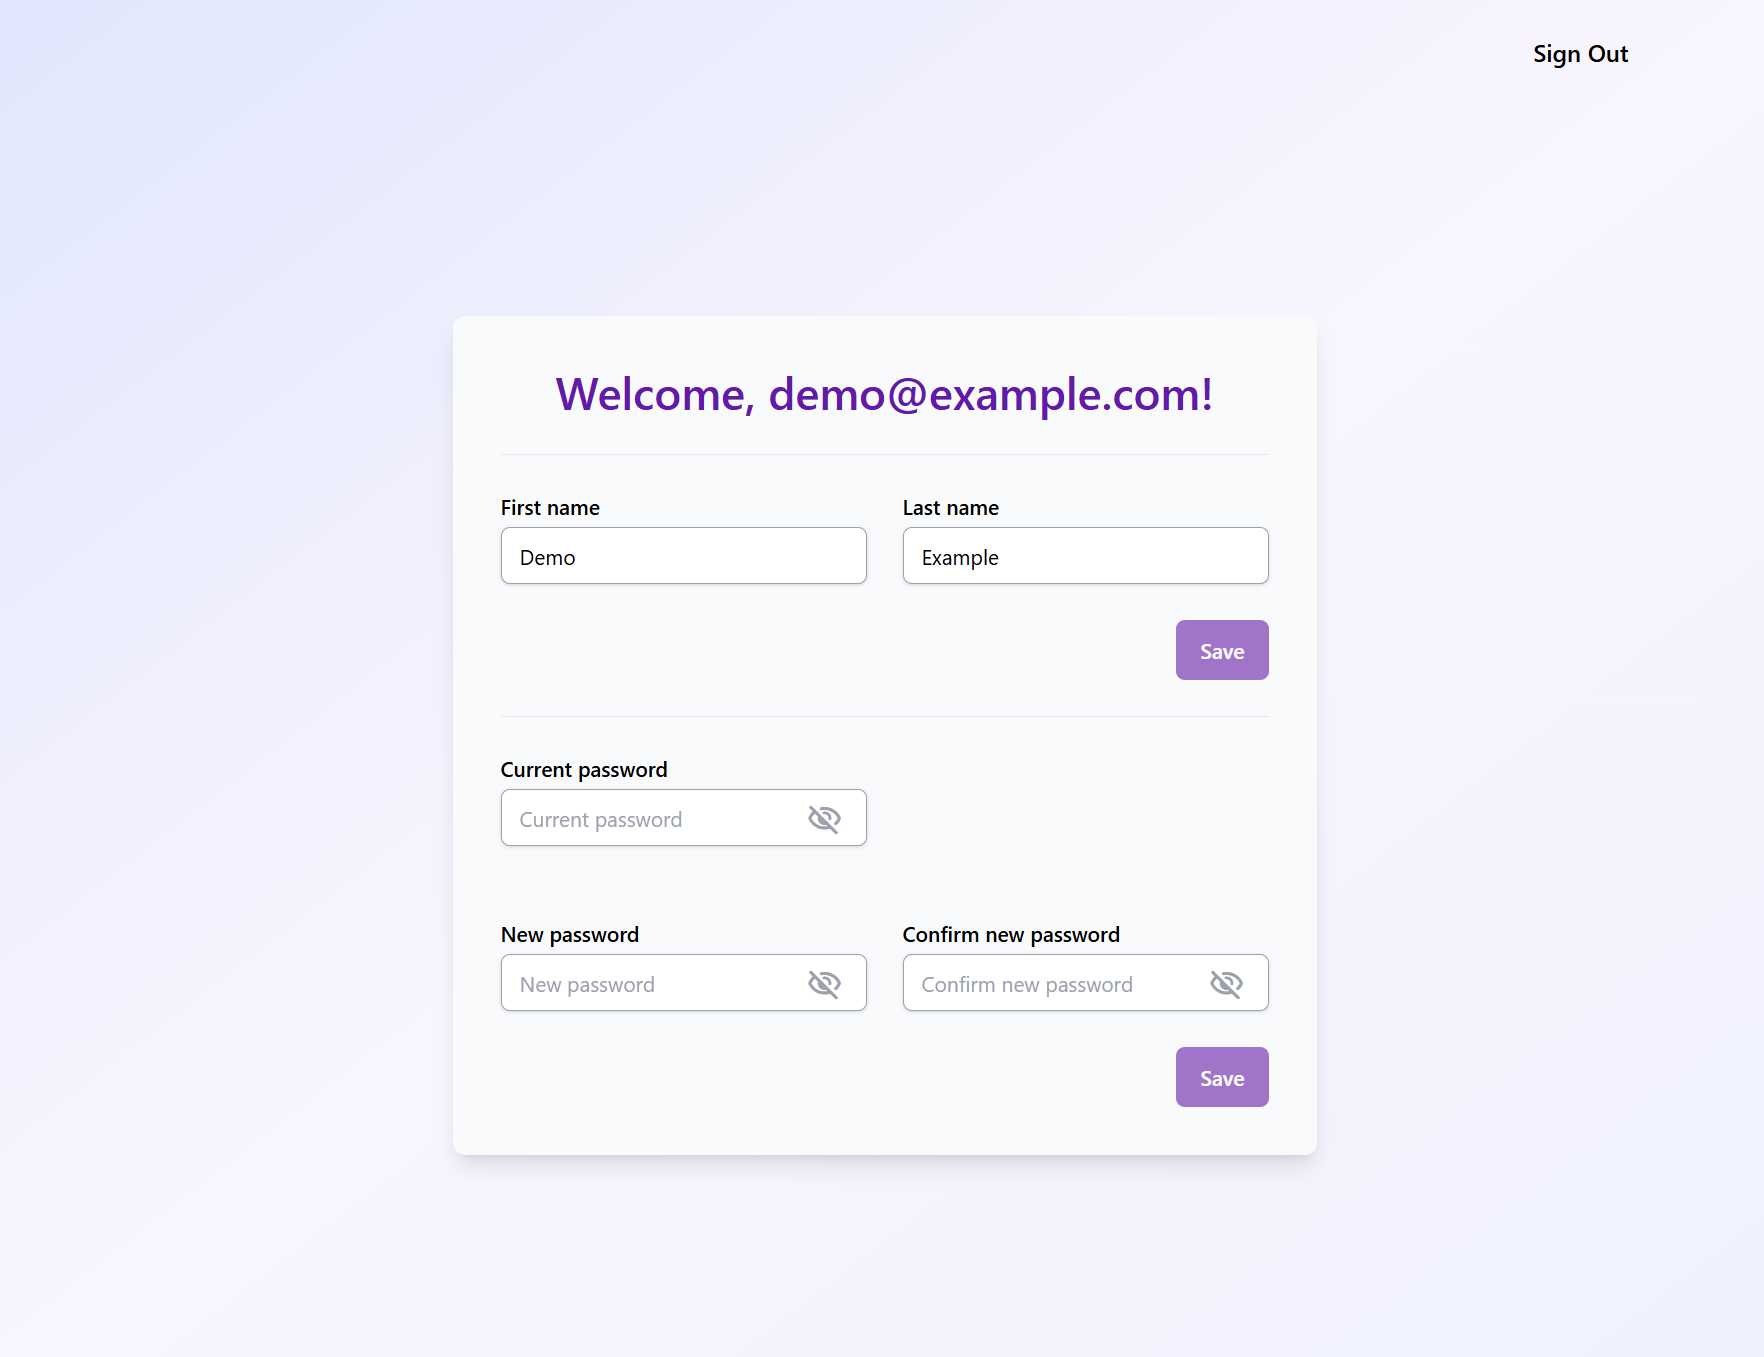 Sign Out
Welcome, demo@example.com!
First name
Last name
Demo
Example
Save
Current password
Current password
New password
Confirm new password
New password
Confirm new password
Save